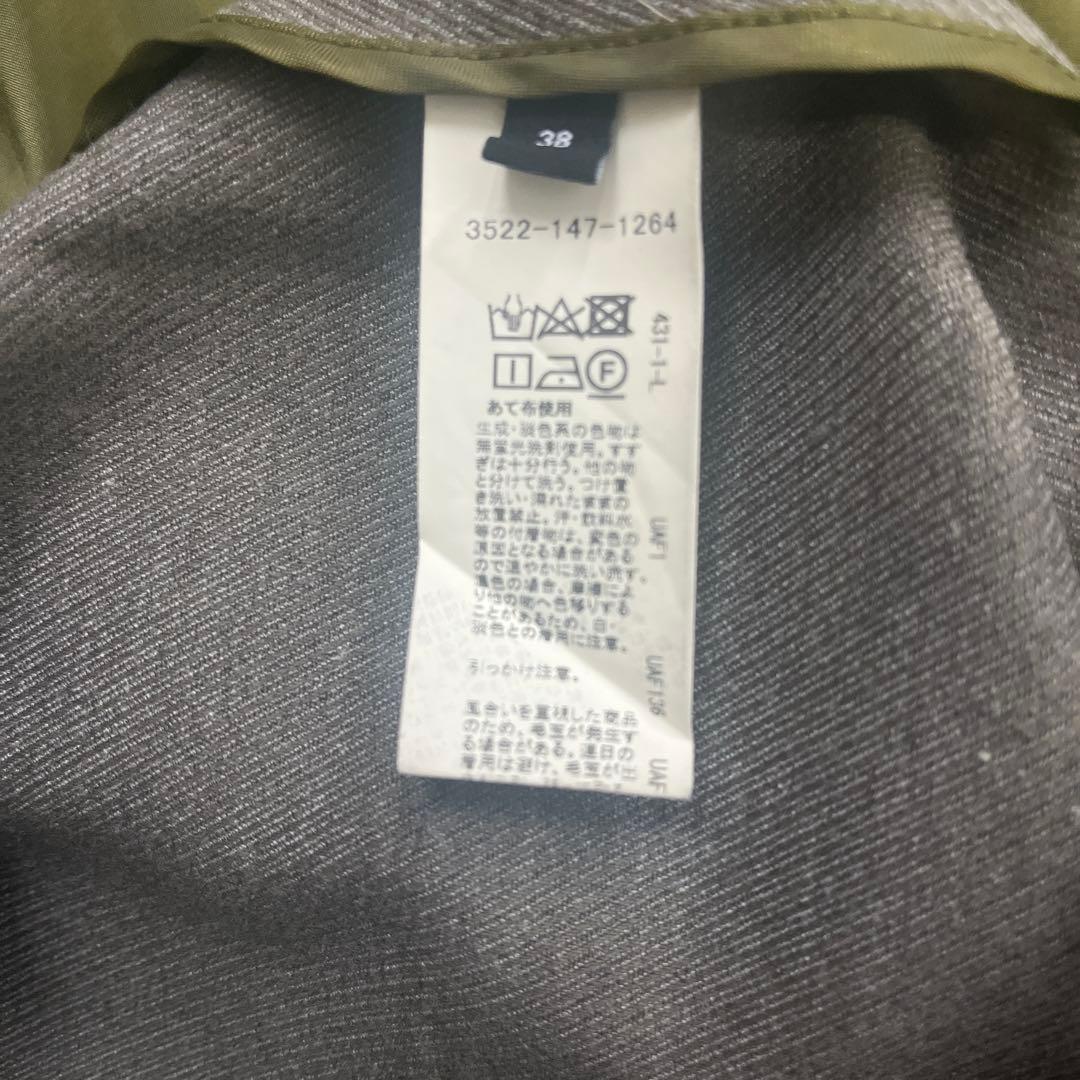 38
3522-147-1264
431-1-L
F
あて布使用
生成・淡色系の色物は
無蛍光洗剤使用。すす
ぎは十分行う。他の物
と分けて洗う。つけ置
き洗い・濡れたままの
放置禁止。汗・飲料水
等の付着物は、変色の
原因となる場合がある
ので速やかに洗い流す。
濃色の場合、摩擦によ
り他の物へ色移りする
ことがあるため、白・
淡色との着用に注意。
UAF1
引っかけ注意。
UAF136
風合いを重視した商品
のため、毛玉が発生す
る場合がある。連日の
着用は避け、毛玉が出
UAF